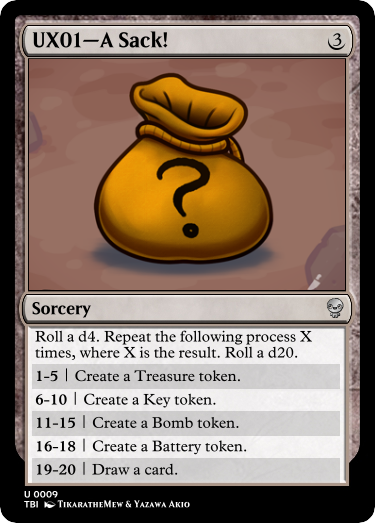 UX01—A Sack!
3
?
Sorcery
Roll a d4. Repeat the following process X
times, where X is the result. Roll a d20.
1-5 | Create a Treasure token.
6-10 | Create a Key token.
11-15 | Create a Bomb token.
16-18 | Create a Battery token.
19-20 | Draw a card.
U 0009
TBI TikaratheMew & Yazawa Akio